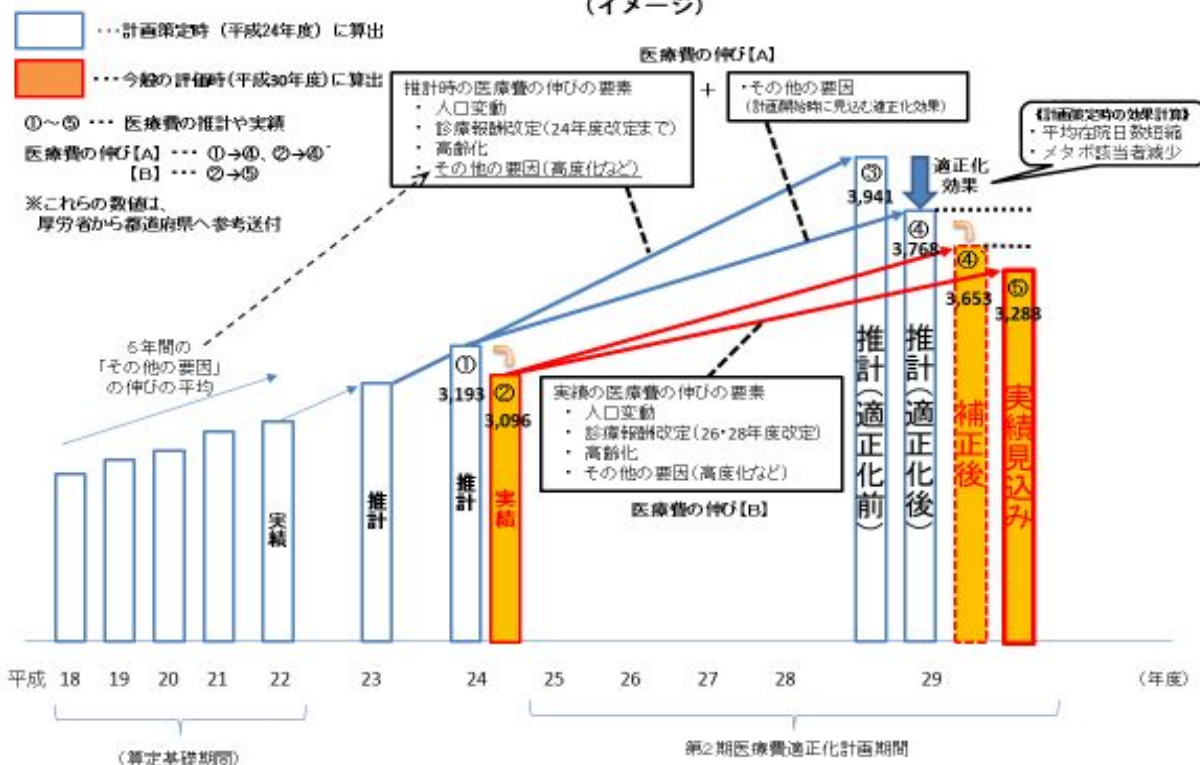 (イメージ)
・・・計画策定時(平成24年度)に算出
・・・今般の評価時(平成30年度)に算出
①~⑤ ・・・ 医療費の推計や実績
医療費の伸び【A】 ・・・ ①→④、②→④´
【B】 ・・・ ②→⑤
※これらの数値は、
厚労省から都道府県へ参考送付
医療費の伸び【A】
推計時の医療費の伸びの要素
・ 人口変動
・ 診療報酬改定(24年度改定まで)
・ 高齢化
・ その他の要因(高度化など)
+
・その他の要因
(計画開始時に見込む適正化効果)
《計画策定時の効果計算》
・平均在院日数短縮
・メタボ該当者減少
適正化
効果
③
3,941
④
3,768
④
3,653
⑤
3,288
5年間の
「その他の要因」
の伸びの平均
①
3,193
②
3,096
実績の医療費の伸びの要素
・ 人口変動
・ 診療報酬改定(26・28年度改定)
・ 高齢化
・ その他の要因(高度化など)
医療費の伸び【B】
実績
推計
推計
実績
推計(適正化前)
推計(適正化後)
補正後
実績見込み
平成 18 19 20 21 22 23 24 25 26 27 28 29 (年度)
(算定基礎期間)
第2期医療費適正化計画期間